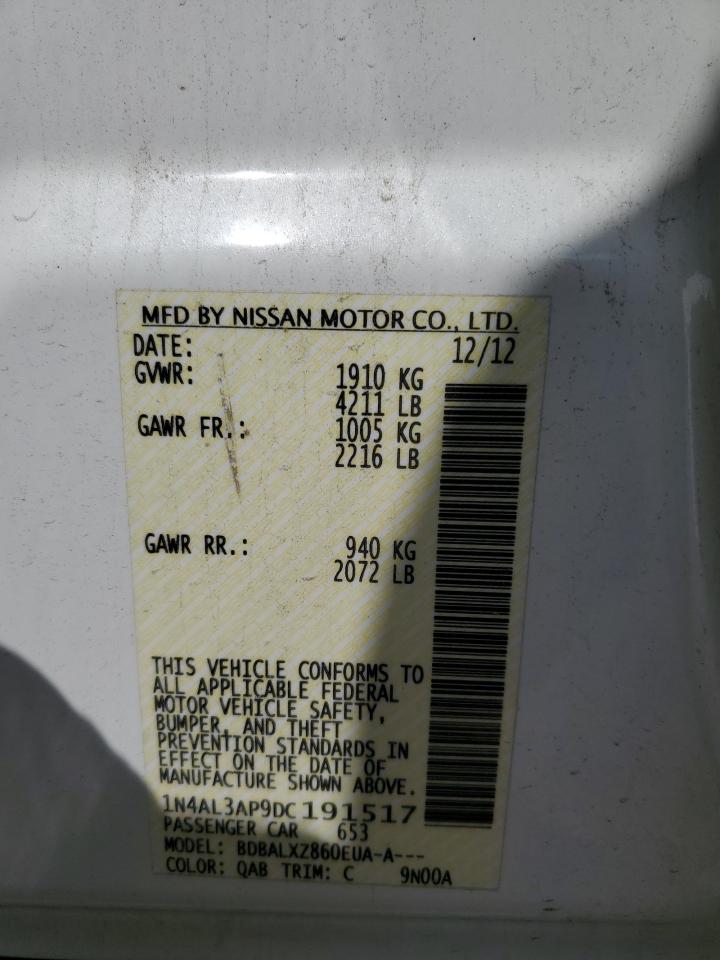 MFD BY NISSAN MOTOR CO., LTD.
DATE: 12/12
GVWR: 1910 KG
4211 LB
GAWR FR.: 1005 KG
2216 LB
GAWR RR.: 940 KG
2072 LB
THIS VEHICLE CONFORMS TO
ALL APPLICABLE FEDERAL
MOTOR VEHICLE SAFETY,
BUMPER, AND THEFT
PREVENTION STANDARDS IN
EFFECT ON THE DATE OF
MANUFACTURE SHOWN ABOVE.
1N4AL3AP9DC191517
PASSENGER CAR 653
MODEL: BDBALXZ860EUA-A---
COLOR: QAB TRIM: C 9N00A